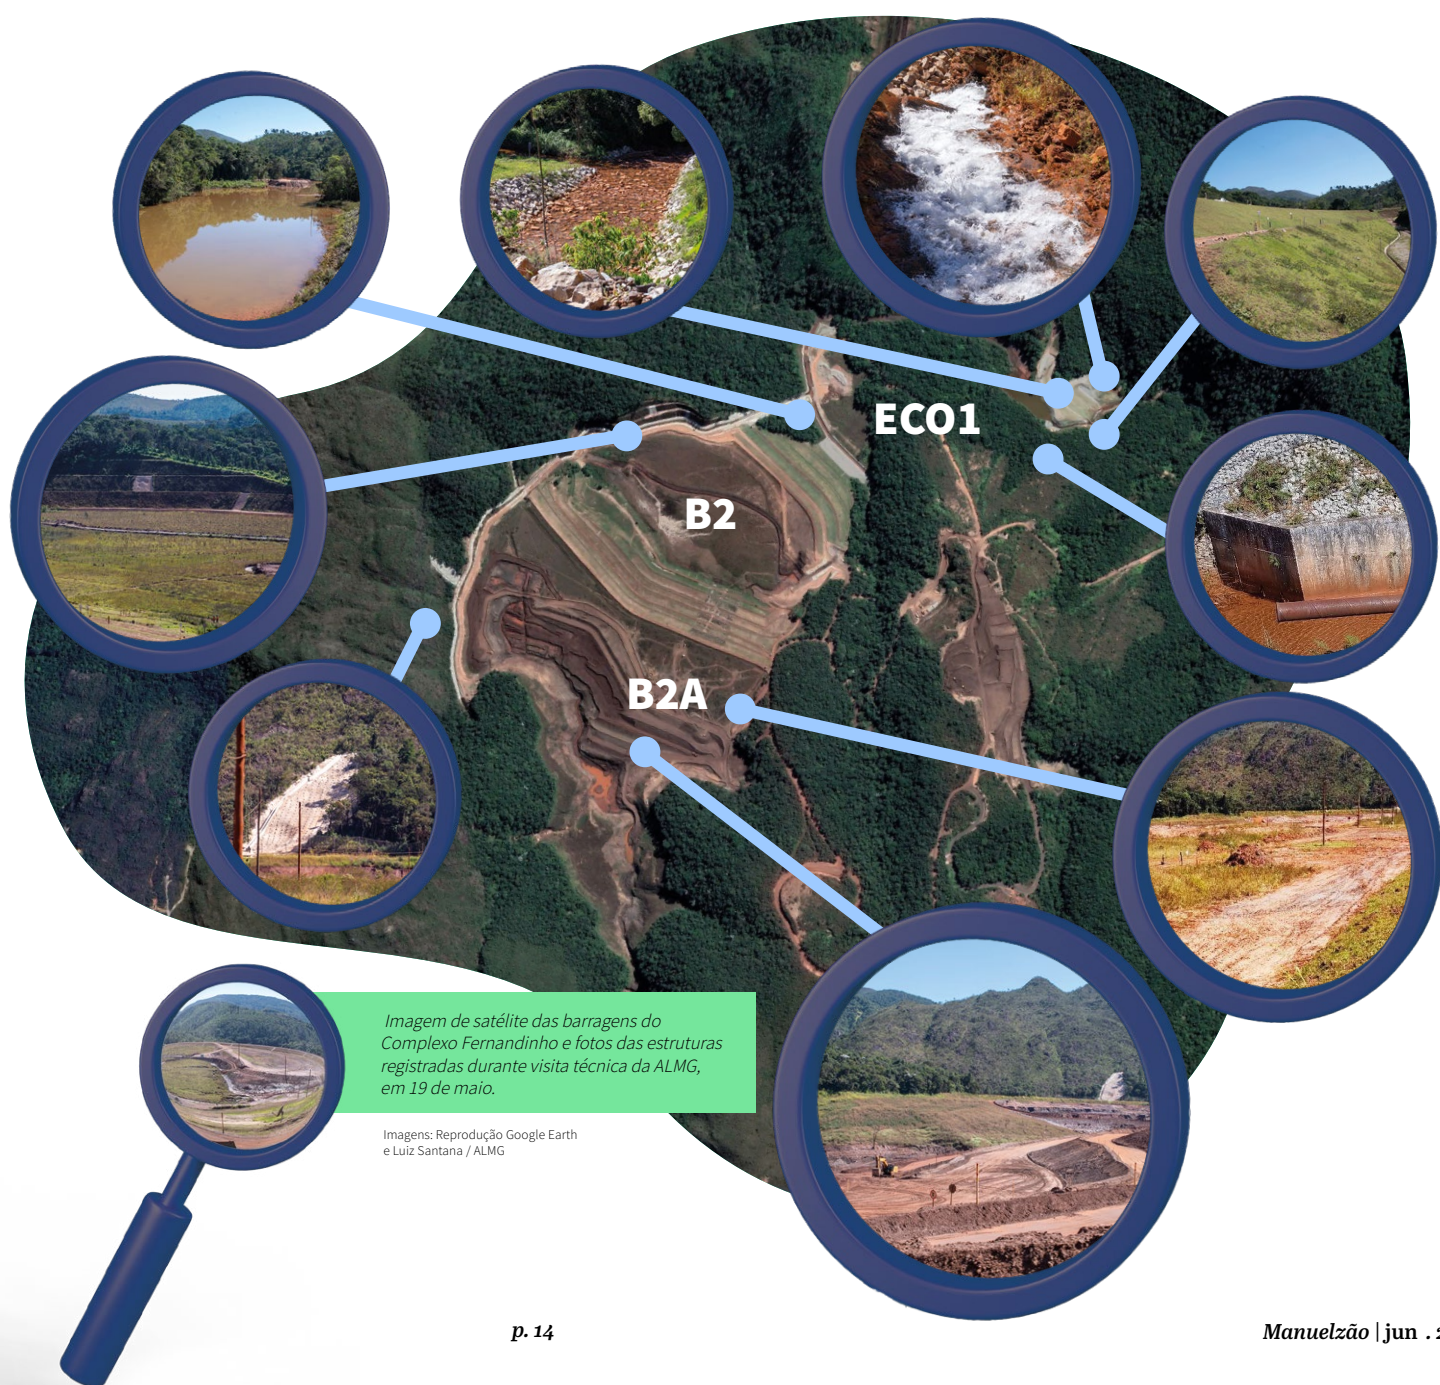 ECO1
B2
B2A
Imagem de satélite das barragens do
Complexo Fernandinho e fotos das estruturas
registradas durante visita técnica da ALMG,
em 19 de maio.
Imagens: Reprodução Google Earth
e Luiz Santana / ALMG
p. 14
Manuelzão | jun .